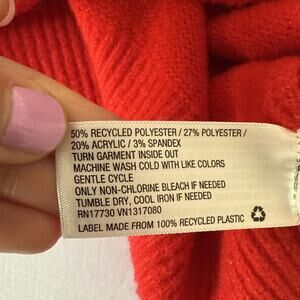 50% RECYCLED POLYESTER / 27% POLYESTER /
20% ACRYLIC / 3% SPANDEX
TURN GARMENT INSIDE OUT
MACHINE WASH COLD WITH LIKE COLORS
GENTLE CYCLE
ONLY NON-CHLORINE BLEACH IF NEEDED
TUMBLE DRY, COOL IRON IF NEEDED
RN17730 VN1317080
LABEL MADE FROM 100% RECYCLED PLASTIC